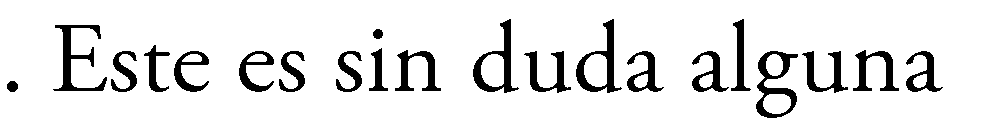 . Este es sin duda alguna